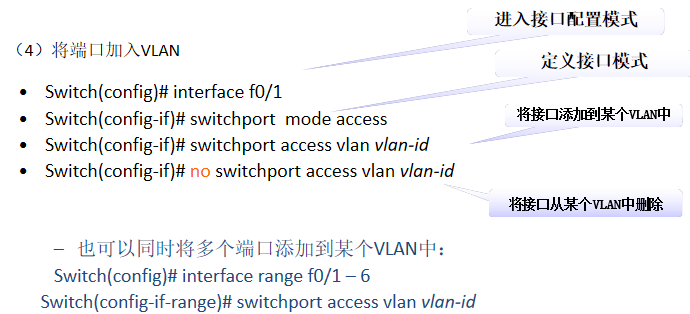 进入接口配置模式
(4)将端口加入VLAN
定义接口模式
• Switch(config)# interface f0/1
• Switch(config-if)# switchport mode access
将接口添加到某个VLAN中
• Switch(config-if)# switchport access vlan vlan-id
• Switch(config-if)# no switchport access vlan vlan-id
将接口从某个VLAN中删除
– 也可以同时将多个端口添加到某个VLAN中：
Switch(config)# interface range f0/1 – 6
Switch(config-if-range)# switchport access vlan vlan-id